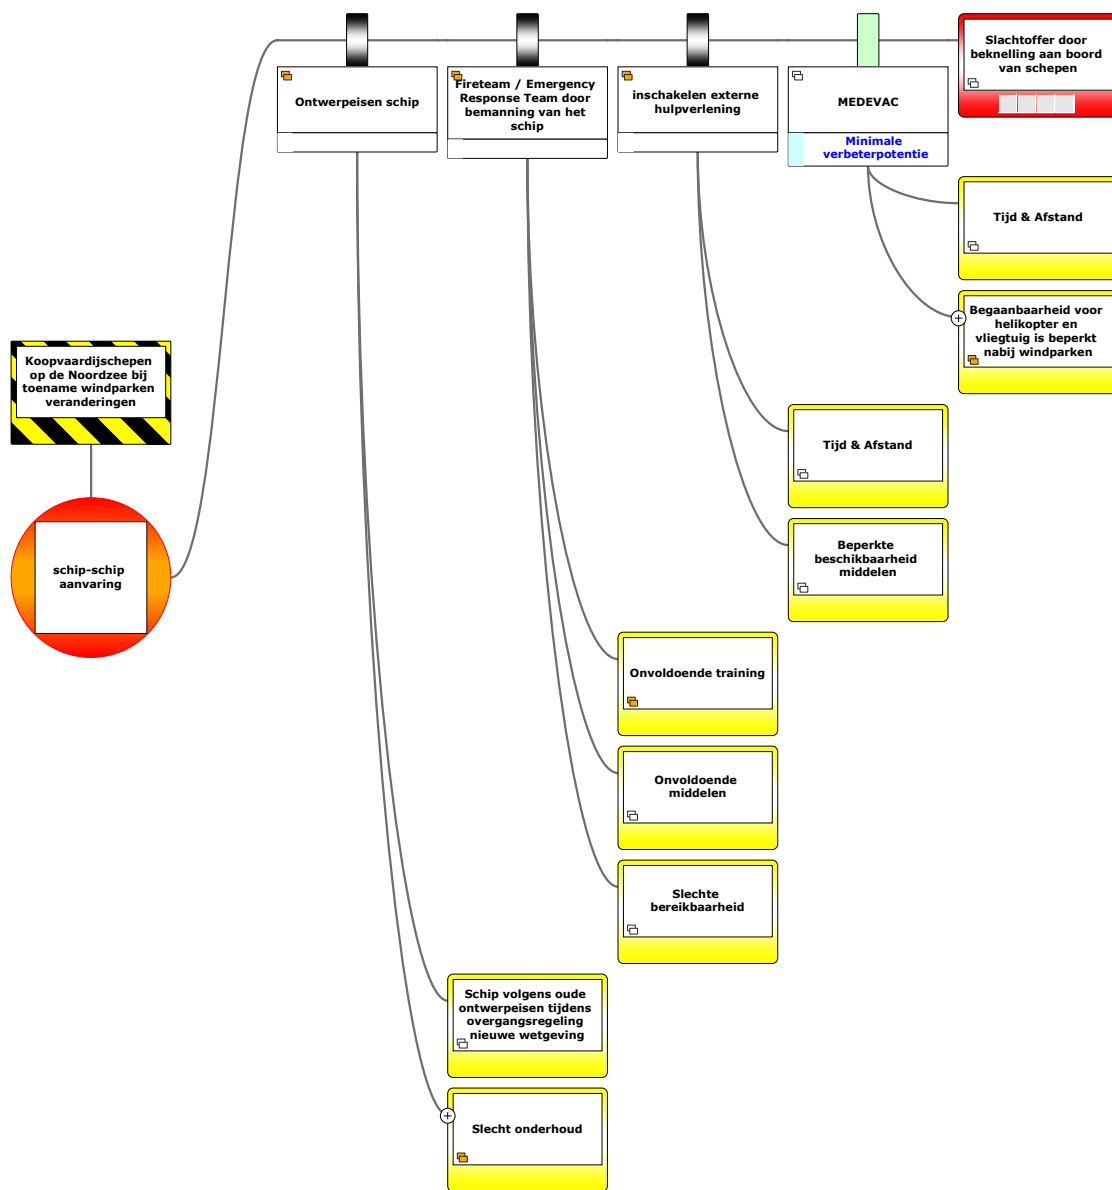 Ontwerpeisen schip
Fireteam / Emergency
Response Team door
bemanning van het
schip
inschakelen externe
hulpverlening
MEDEVAC
Minimale
verbeterpotentie
Slachtoffer door
beknelling aan boord
van schepen
Tijd & Afstand
Begaanbaarheid voor
helikopter en
vliegtuig is beperkt
nabij windparken
Koopvaardijschepen
op de Noordzee bij
toename windparken
veranderingen
schip-schip
aanvaring
Tijd & Afstand
Beperkte
beschikbaarheid
middelen
Onvoldoende training
Onvoldoende
middelen
Slechte
bereikbaarheid
Schip volgens oude
ontwerpeisen tijdens
overgangsregeling
nieuwe wetgeving
Slecht onderhoud